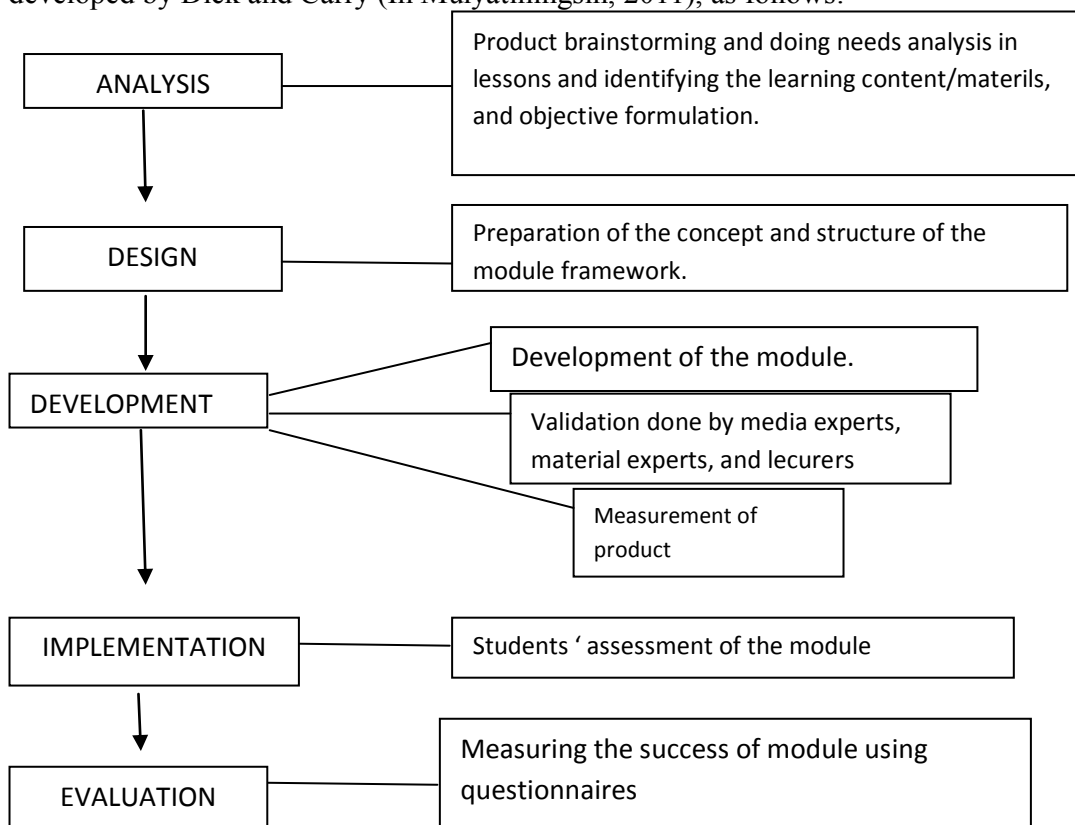 developed by Dick and Carry (In Mulyatiningsih, 2011), as follows:
Product brainstorming and doing needs analysis in
lessons and identifying the learning content/materils,
and objective formulation.
ANALYSIS
Preparation of the concept and structure of the
module framework.
DESIGN
Development of the module.
DEVELOPMENT
Validation done by media experts,
material experts, and lecurers
Measurement of
product
IMPLEMENTATION
Students ‘ assessment of the module
Measuring the success of module using
questionnaires
EVALUATION